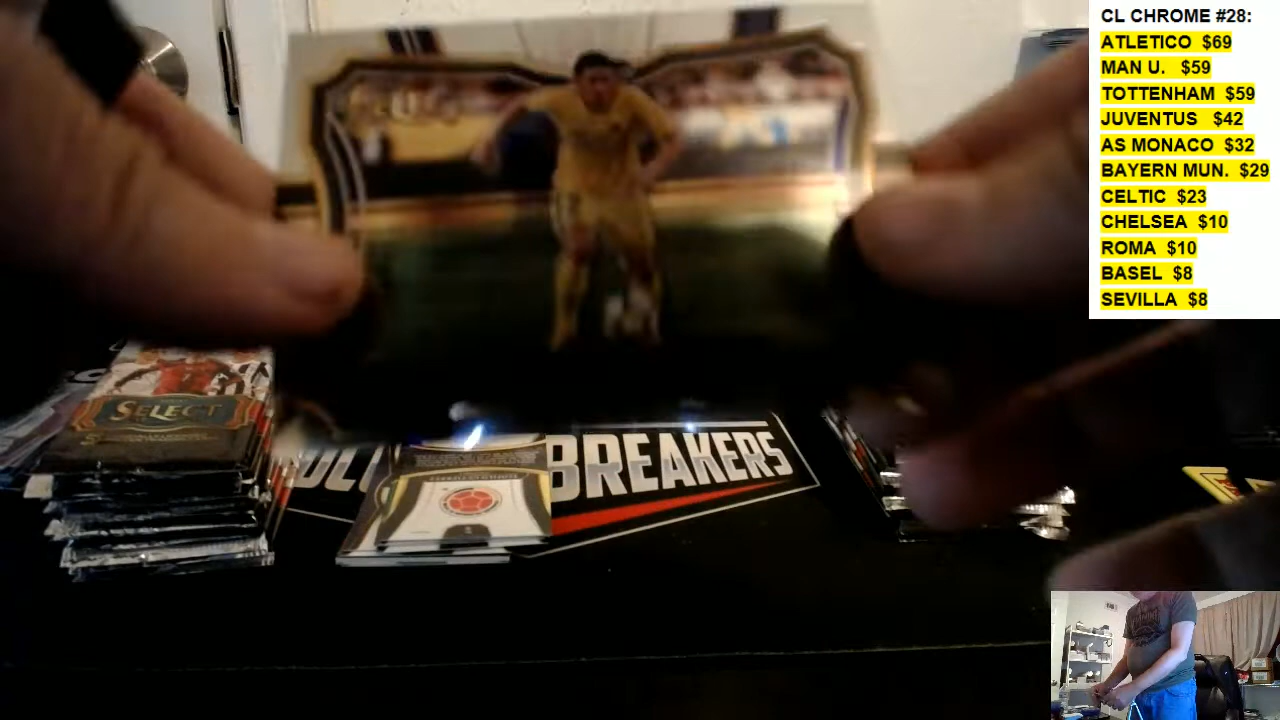 CL CHROME #28:
ATLETICO $69
MAN U. $59
TOTTENHAM $59
JUVENTUS $42
AS MONACO $32
BAYERN MUN. $29
CELTIC $23
CHELSEA $10
ROMA $10
BASEL $8
SEVILLA $8
SELECT
BREAKERS